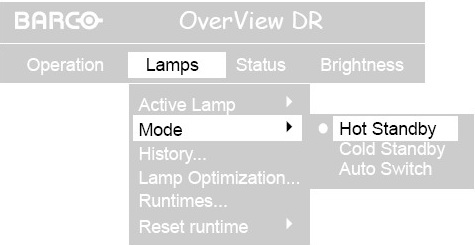 BARCO OverView DR
Operation Lamps Status Brightness
Active Lamp
Mode
History...
Lamp Optimization...
Runtimes...
Reset runtime
Hot Standby
Cold Standby
Auto Switch